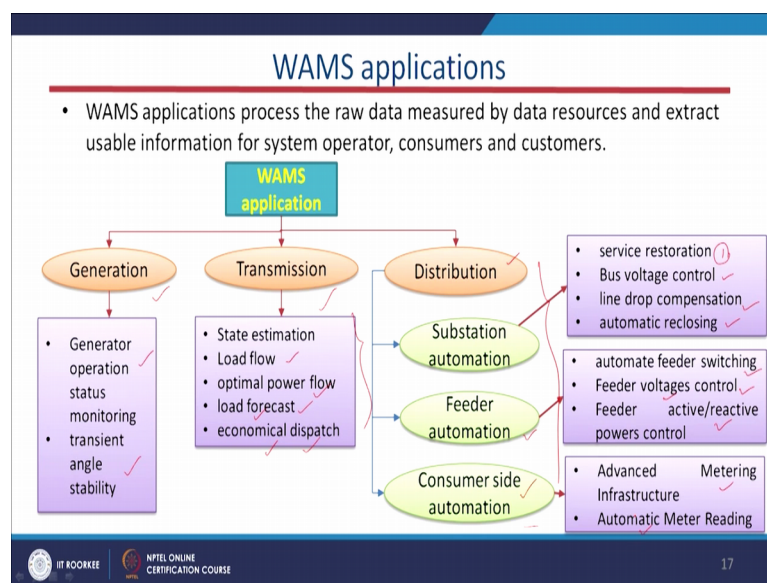 WAMS applications
• WAMS applications process the raw data measured by data resources and extract
usable information for system operator, consumers and customers.
WAMS
application
Generation
• Generator
operation
status
monitoring
• transient
angle
stability
Transmission
• State estimation
• Load flow
• optimal power flow
• load forecast
• economical dispatch
Distribution
Substation
automation
• service restoration 1
• Bus voltage control
• line drop compensation
• automatic reclosing
Feeder
automation
• automate feeder switching
• Feeder voltages control
• Feeder active/reactive
powers control
Consumer side
automation
• Advanced Metering
Infrastructure
• Automatic Meter Reading
IIT ROORKEE
NPTEL ONLINE
CERTIFICATION COURSE
17